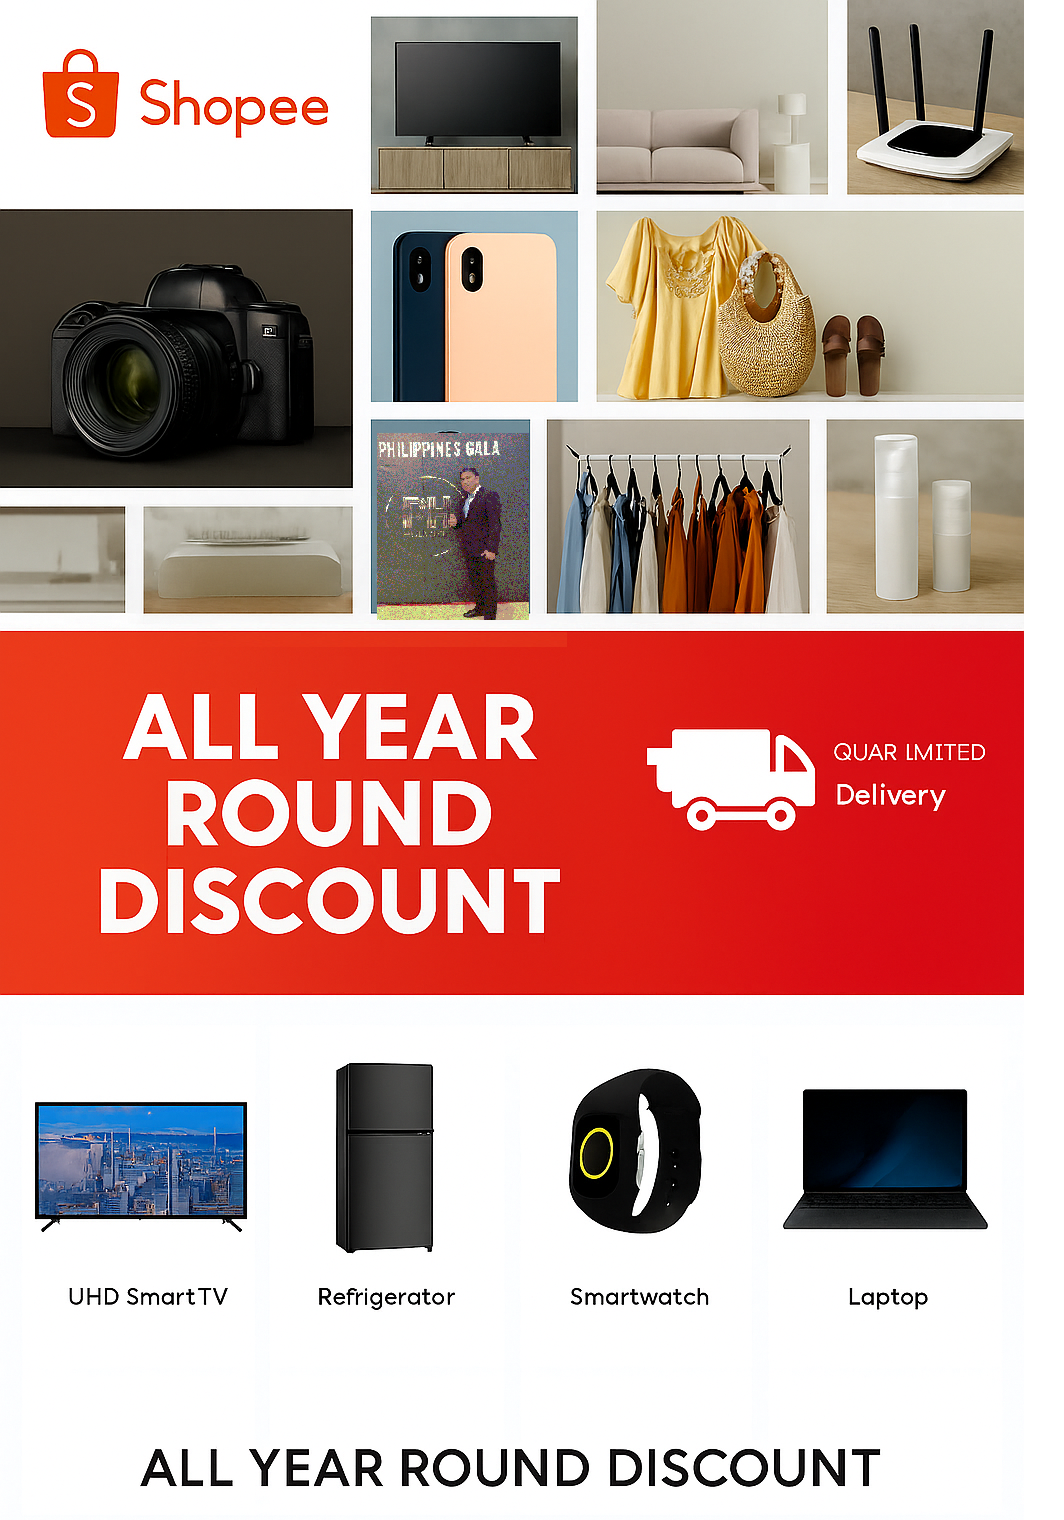 Shopee
PHILIPPINES GALA
ALL YEAR
ROUND
DISCOUNT
QUAR LMITED
Delivery
UHD SmartTV
Refrigerator
Smartwatch
Laptop
ALL YEAR ROUND DISCOUNT